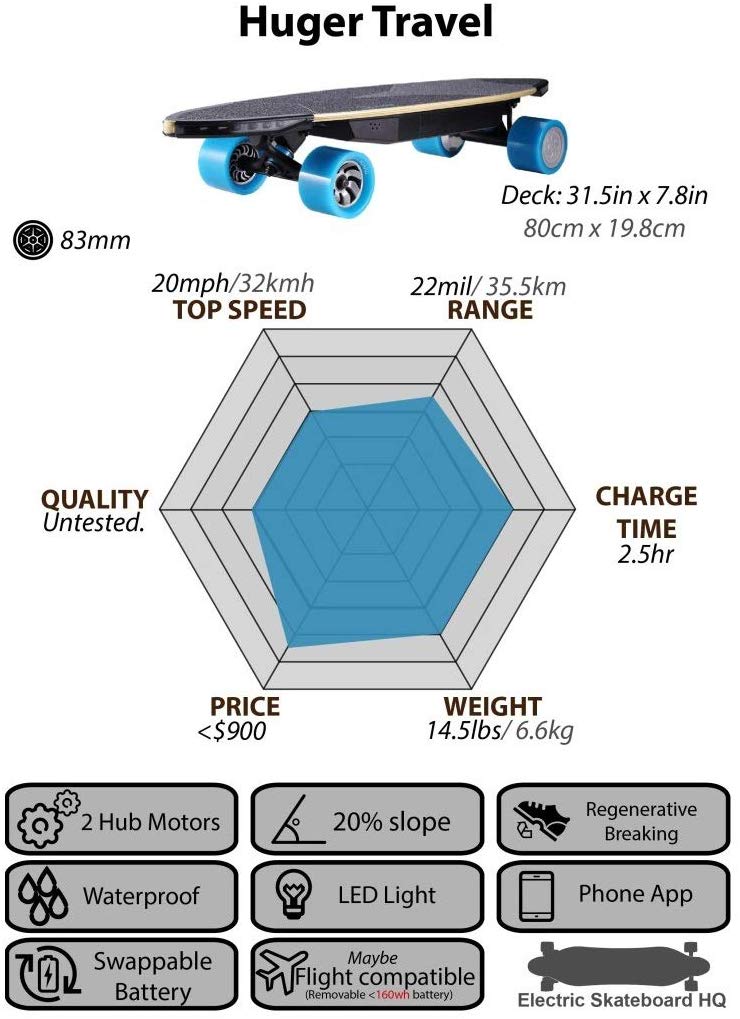 Huger Travel
Deck: 31.5in x 7.8in
80cm x 19.8cm
83mm
20mph/32kmh
TOP SPEED
22mil/ 35.5km
RANGE
QUALITY
Untested.
CHARGE
TIME
2.5hr
PRICE
<$900
WEIGHT
14.5lbs/ 6.6kg
2 Hub Motors
20% slope
Regenerative
Breaking
Waterproof
LED Light
Phone App
Swappable
Battery
Maybe
Flight compatible
(Removable <160wh battery)
Electric Skateboard HQ